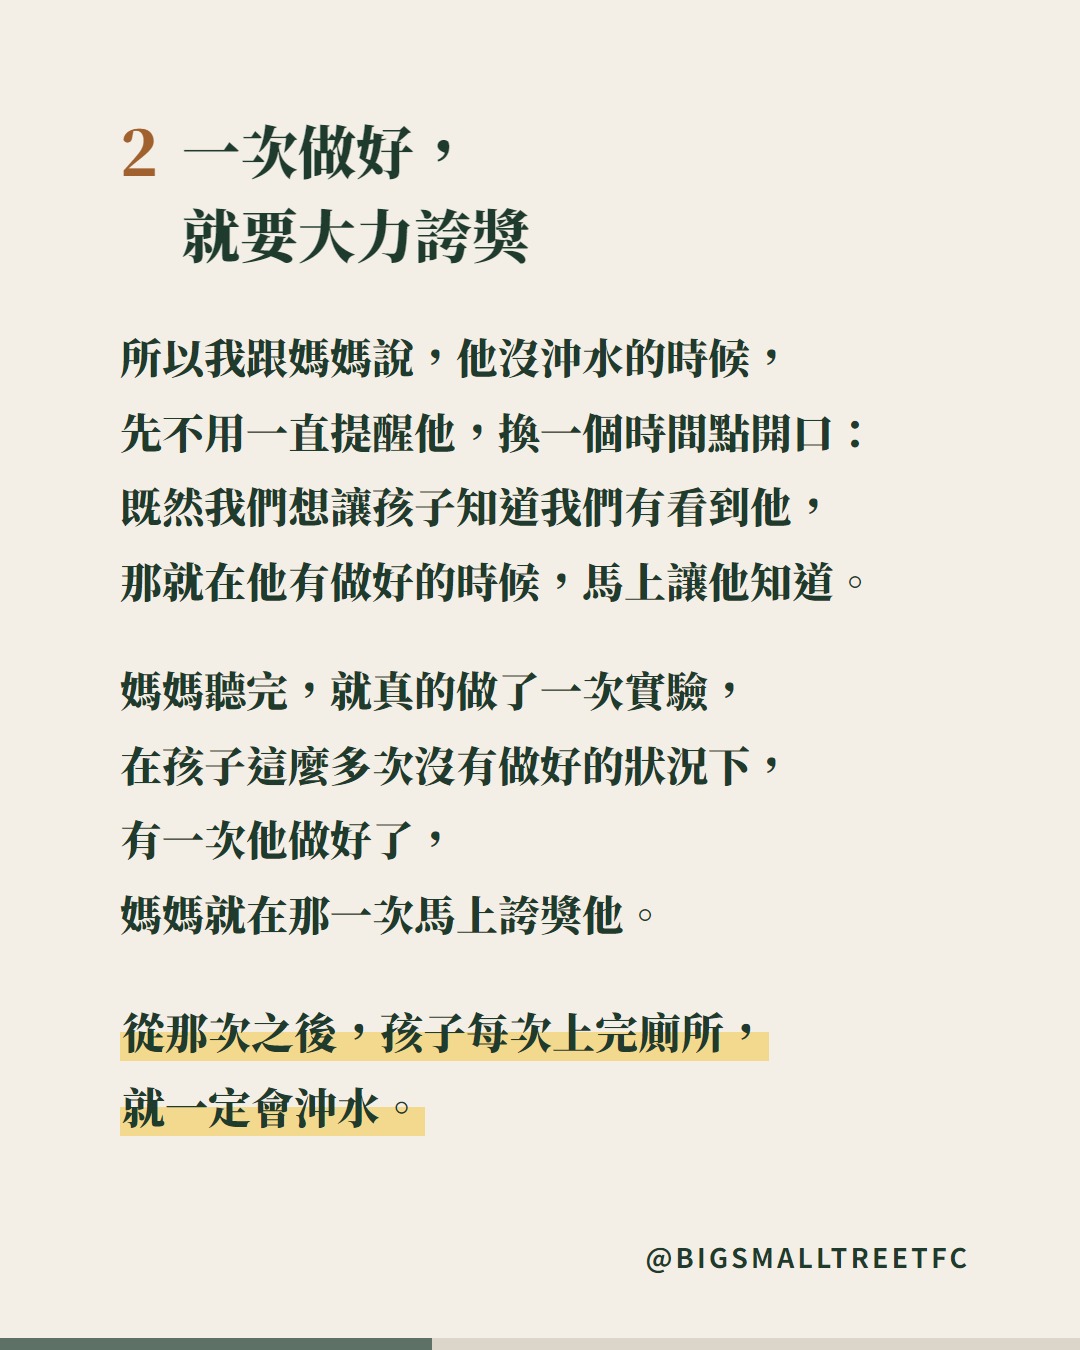 2 一次做好，
就要大力誇獎
所以我跟媽媽說，他沒沖水的時候，
先不用一直提醒他，換一個時間點開口：
既然我們想讓孩子知道我們有看到他，
那就在他有做好的時候，馬上讓他知道。
媽媽聽完，就真的做了一次實驗，
在孩子這麼多次沒有做好的狀況下，
有一次他做好了，
媽媽就在那一次馬上誇獎他。
從那次之後，孩子每次上完廁所，
就一定會沖水。
@BIGSMALLTREETFC